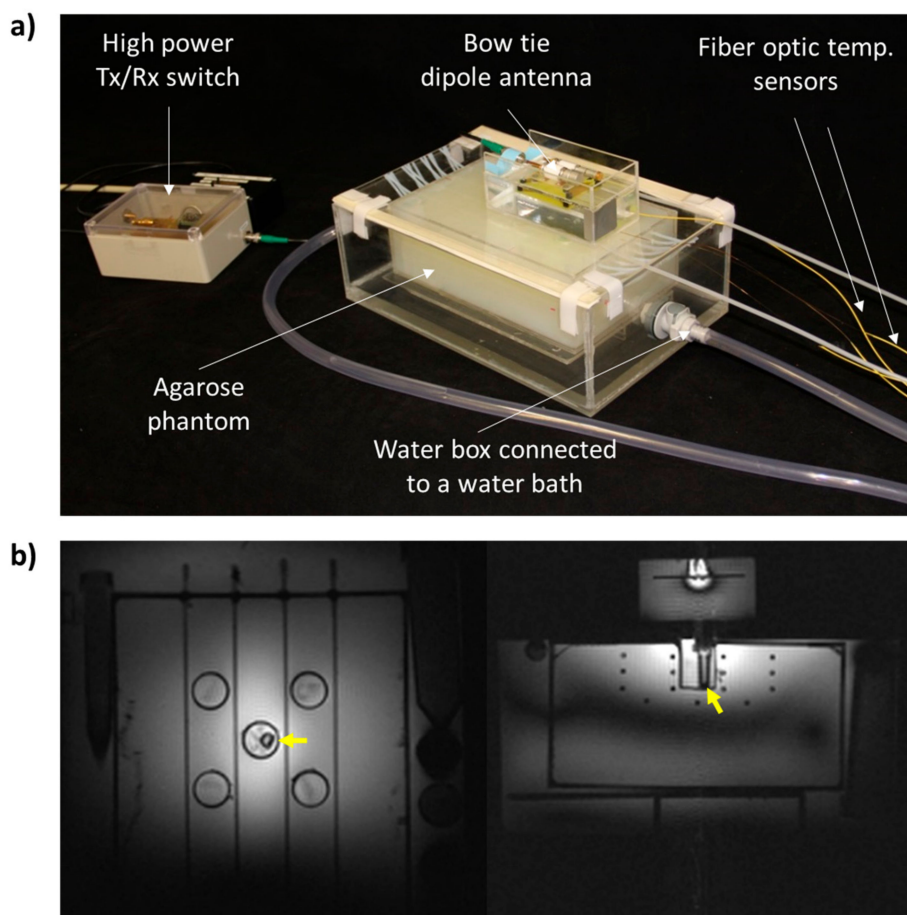 a)
High power
Tx/Rx switch
Bow tie
dipole antenna
Fiber optic temp.
sensors
Agarose
phantom
Water box connected
to a water bath
b)